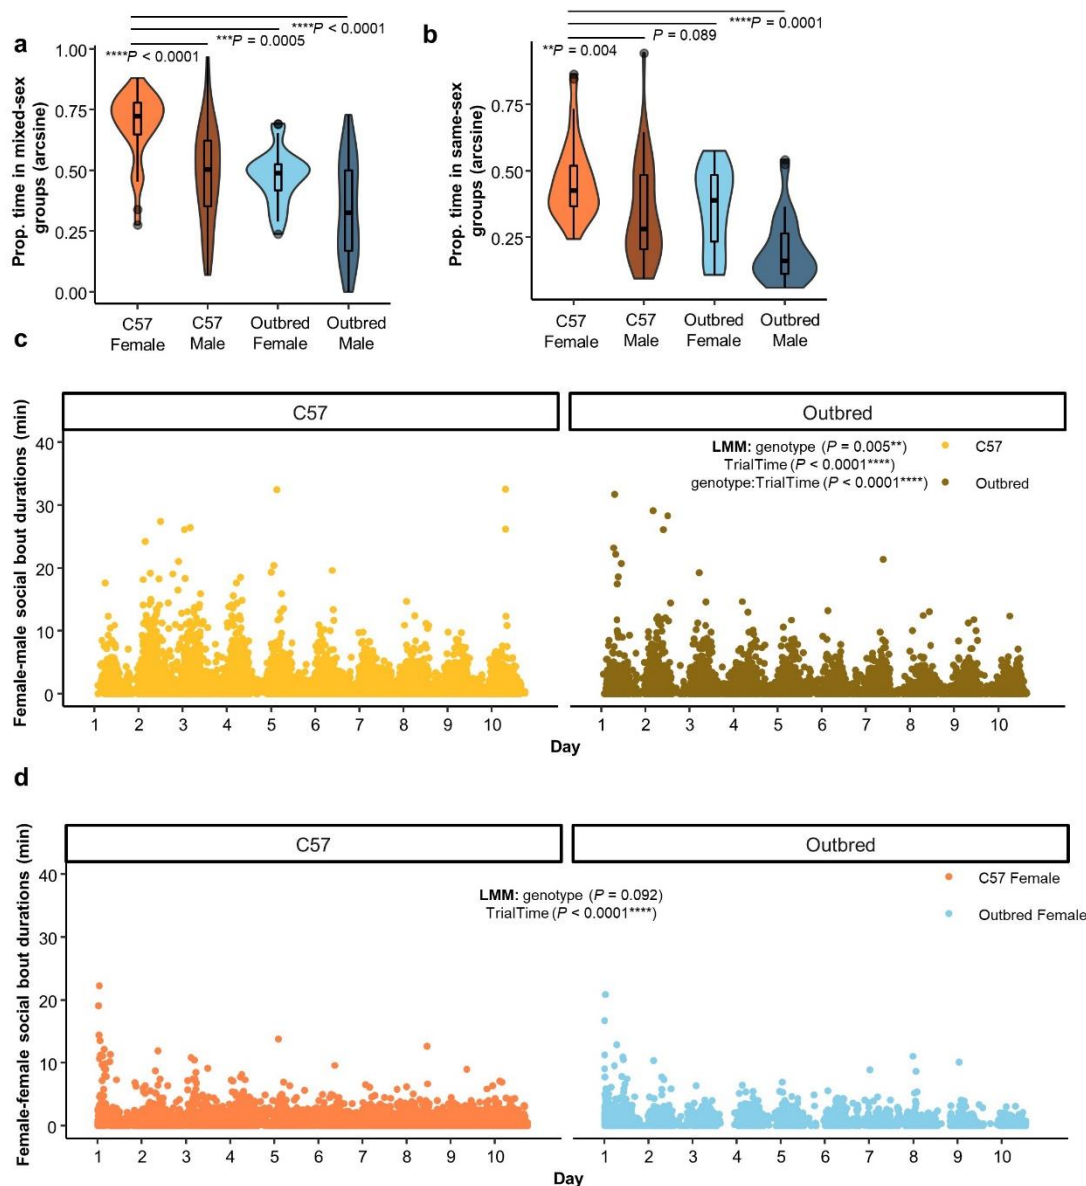 a
****P < 0.0001
***P = 0.0005
****P < 0.0001
Prop. time in mixed-sex
groups (arcsine)
1.00
0.75
0.50
0.25
0.00
C57
Female
C57
Male
Outbred
Female
Outbred
Male
b
****P = 0.0001
P = 0.089
**P = 0.004
Prop. time in same-sex
groups (arcsine)
0.75
0.50
0.25
C57
Female
C57
Male
Outbred
Female
Outbred
Male
c
C57
Outbred
Female-male social bout durations (min)
40
30
20
10
0
LMM: genotype (P = 0.005**)
TrialTime (P < 0.0001****)
genotype:TrialTime (P < 0.0001****)
C57
Outbred
1 2 3 4 5 6 7 8 9 10
1 2 3 4 5 6 7 8 9 10
Day
d
C57
Outbred
Female-female social bout durations (min)
40
30
20
10
0
LMM: genotype (P = 0.092)
TrialTime (P < 0.0001****)
C57 Female
Outbred Female
1 2 3 4 5 6 7 8 9 10
1 2 3 4 5 6 7 8 9 10
Day